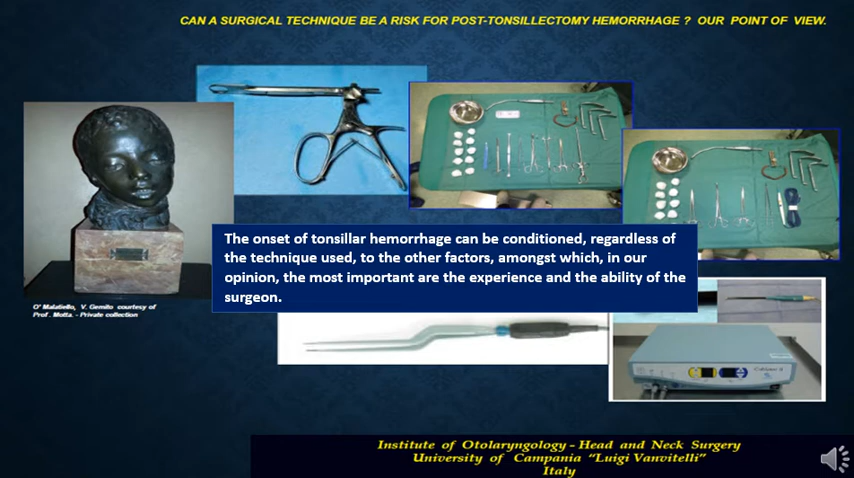 CAN A SURGICAL TECHNIQUE BE A RISK FOR POST-TONSILLECTOMY HEMORRHAGE ? OUR POINT OF VIEW.
The onset of tonsillar hemorrhage can be conditioned, regardless of
the technique used, to the other factors, amongst which, in our
opinion, the most important are the experience and the ability of the
surgeon.
O' Malatiello, V. Gemito courtesy of
Prof. Motta. - Private collection
Institute of Otolaryngology - Head and Neck Surgery
University of Campania "Luigi Vanvitelli"
Italy